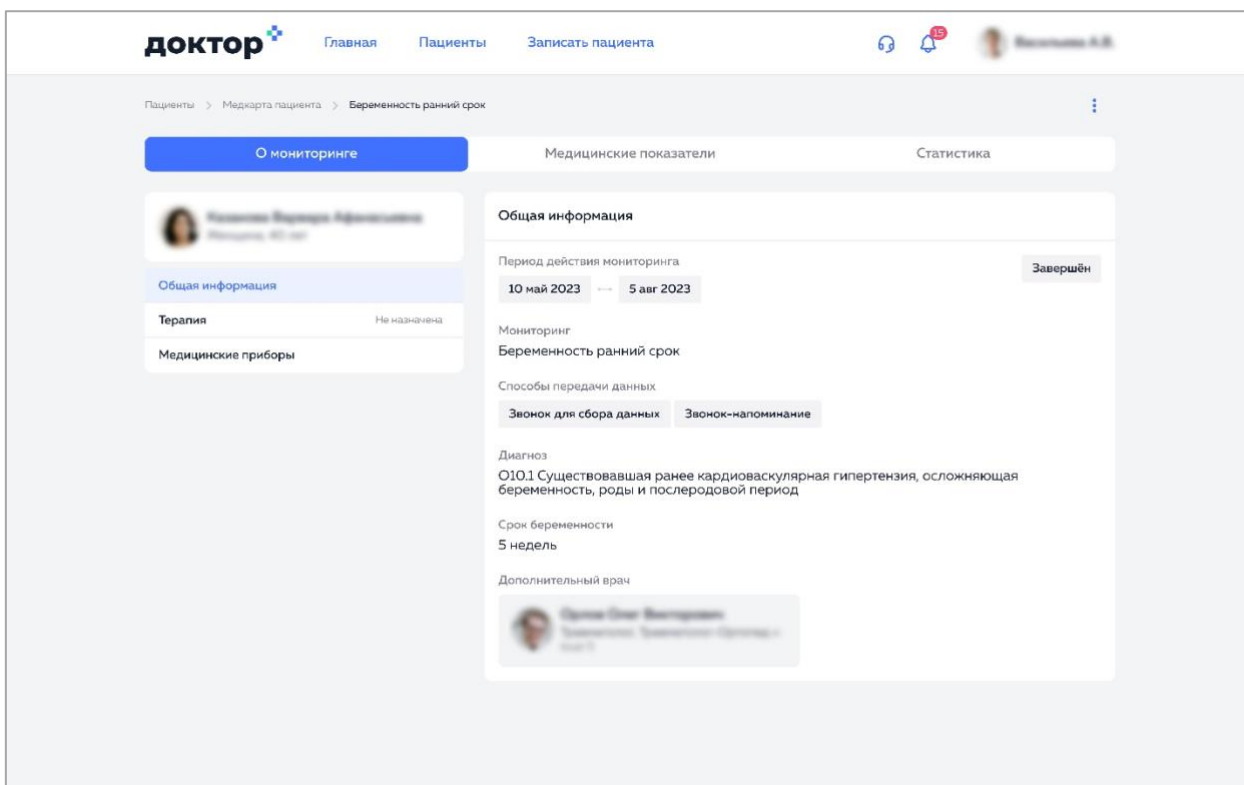 доктор
Главная Пациенты Записать пациента 15
Пациенты > Медкарта пациента > Беременность ранний срок
О мониторинге Медицинские показатели Статистика
Общая информация
Терапия Не назначена
Медицинские приборы
Общая информация
Период действия мониторинга
Завершён
10 май 2023 — 5 авг 2023
Мониторинг
Беременность ранний срок
Способы передачи данных
Звонок для сбора данных Звонок-напоминание
Диагноз
О10.1 Существовавшая ранее кардиоваскулярная гипертензия, осложняющая
беременность, роды и послеродовой период
Срок беременности
5 недель
Дополнительный врач